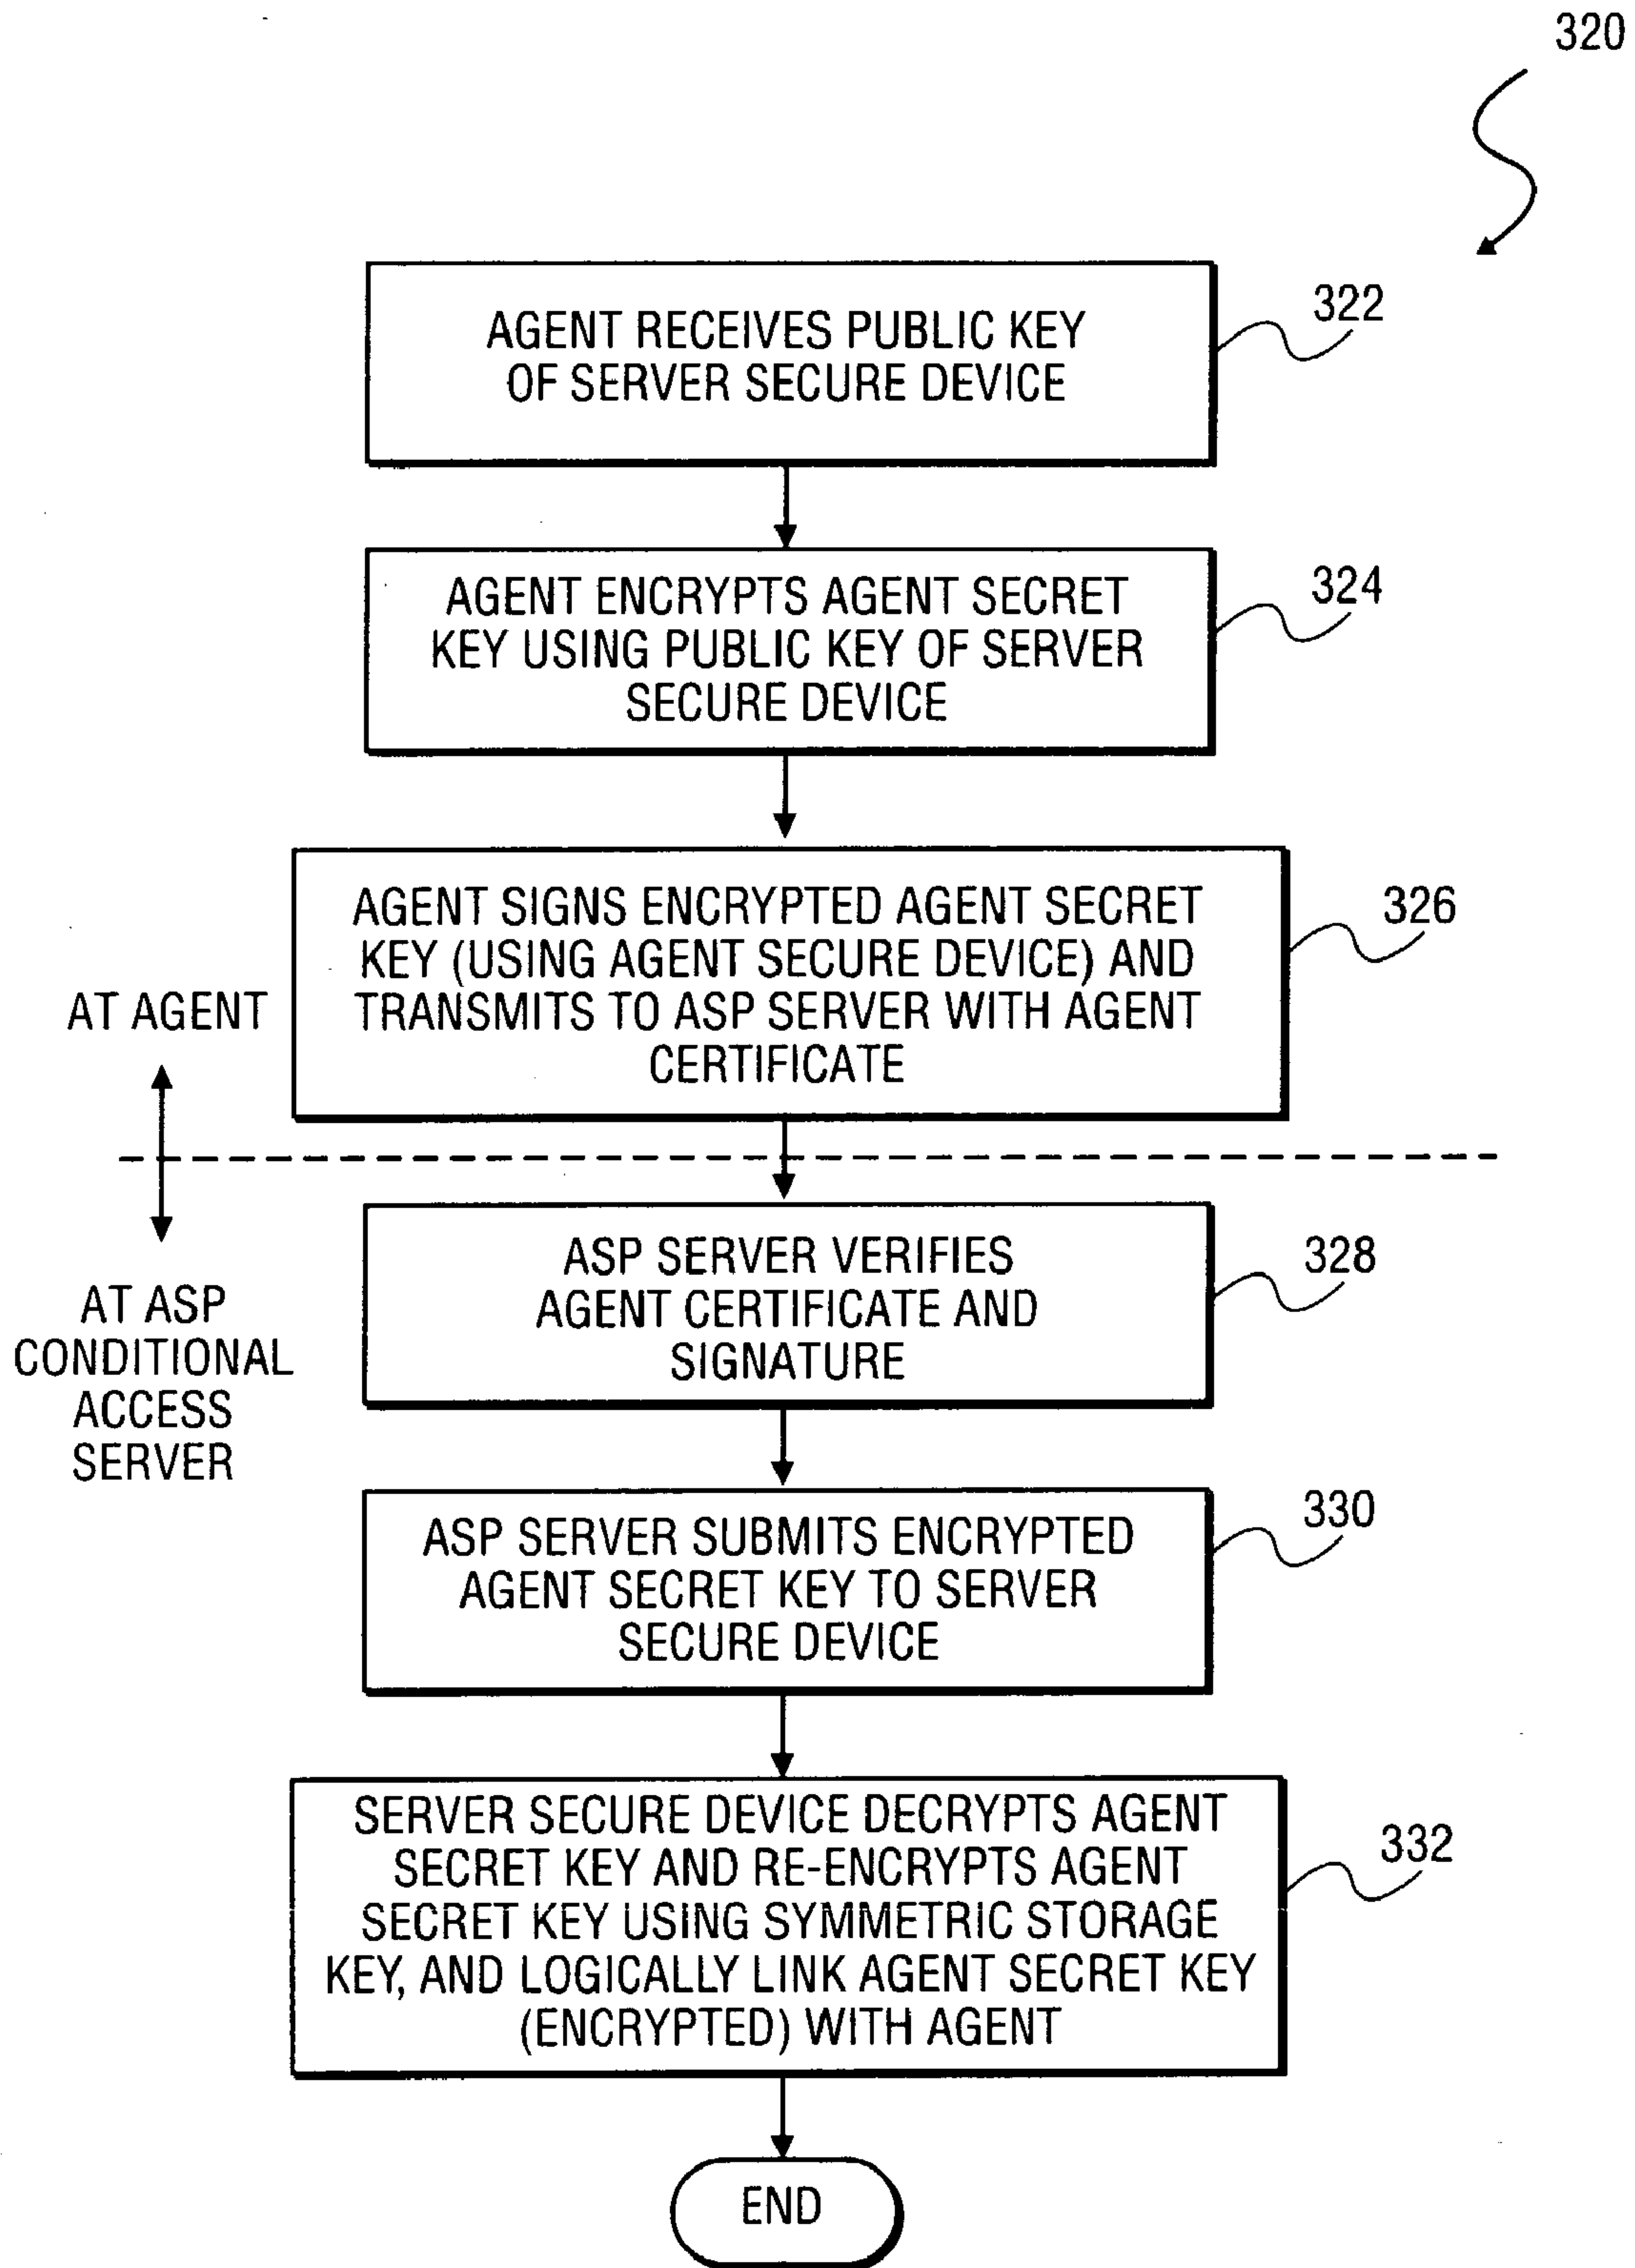 320
AGENT RECEIVES PUBLIC KEY
OF SERVER SECURE DEVICE
322
AGENT ENCRYPTS AGENT SECRET
KEY USING PUBLIC KEY OF SERVER
SECURE DEVICE
324
AGENT SIGNS ENCRYPTED AGENT SECRET
KEY (USING AGENT SECURE DEVICE) AND
TRANSMITS TO ASP SERVER WITH AGENT
CERTIFICATE
326
AT AGENT
AT ASP
CONDITIONAL
ACCESS
SERVER
ASP SERVER VERIFIES
AGENT CERTIFICATE AND
SIGNATURE
328
ASP SERVER SUBMITS ENCRYPTED
AGENT SECRET KEY TO SERVER
SECURE DEVICE
330
SERVER SECURE DEVICE DECRYPTS AGENT
SECRET KEY AND RE-ENCRYPTS AGENT
SECRET KEY USING SYMMETRIC STORAGE
KEY, AND LOGICALLY LINK AGENT SECRET KEY
(ENCRYPTED) WITH AGENT
332
END